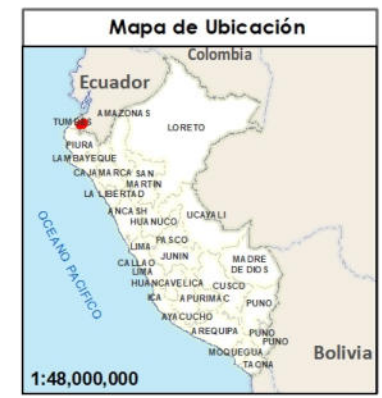 Mapa de Ubicación
Colombia
Ecuador
AMAZONAS
TUMBES
LORETO
PIURA
LAMBAYEQUE
CAJAMARCA SAN
MARTIN
LA LIBERTAD
ANCASH
UCAYALI
HUANUCO
PASCO
LIMA
JUNIN
MADRE
DE DIOS
CALLAO
LIMA
HUANCAVELICA
CUSCO
ICA
APURIMAC
PUNO
AYACUCHO
AREQUIPA
PUNO
PUNO
MOQUEGUA
TACNA
Bolivia
OCEANO PACIFICO
1:48,000,000